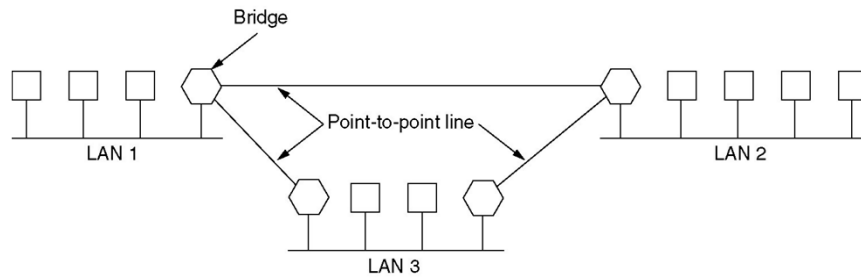 Bridge
Point-to-point line
LAN 1
LAN 2
LAN 3